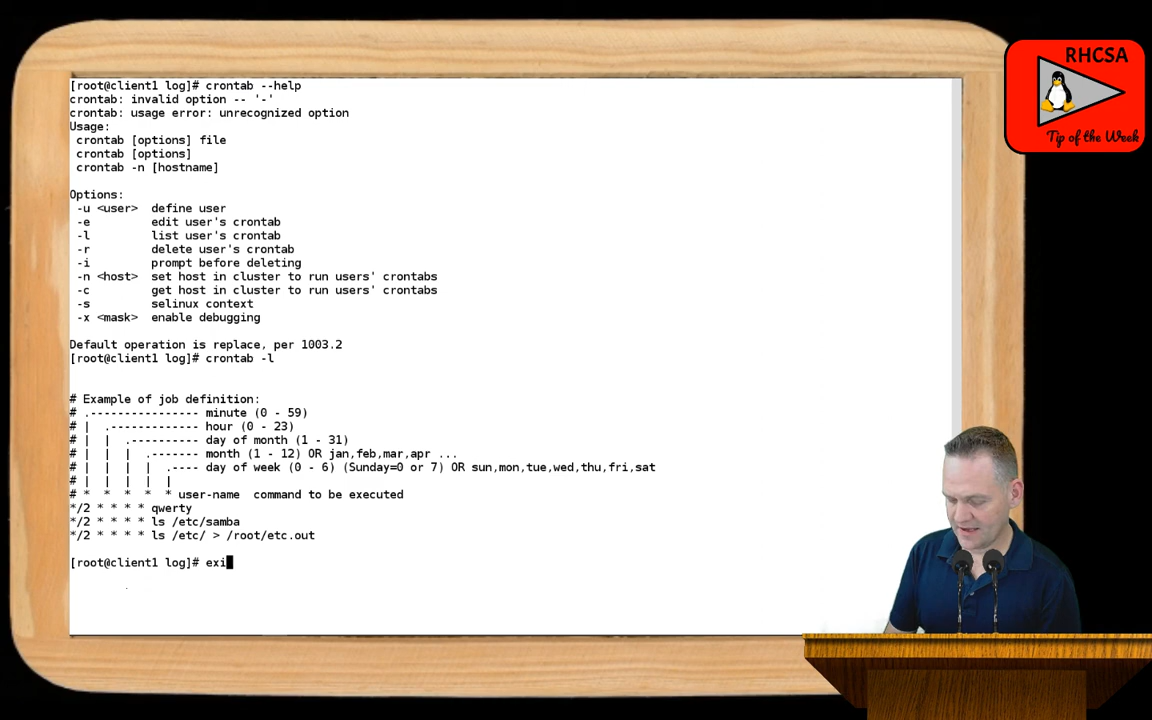 [root@client1 log]# crontab --help
crontab: invalid option -- '-'
crontab: usage error: unrecognized option
Usage:
 crontab [options] file
 crontab [options]
 crontab -n [hostname]
Options:
 -u <user>  define user
 -e         edit user's crontab
 -l         list user's crontab
 -r         delete user's crontab
 -i         prompt before deleting
 -n <host>  set host in cluster to run users' crontabs
 -c         get host in cluster to run users' crontabs
 -s         selinux context
 -x <mask>  enable debugging
Default operation is replace, per 1003.2
[root@client1 log]# crontab -l
# Example of job definition:
# .---------------- minute (0 - 59)
# |  .------------- hour (0 - 23)
# |  |  .---------- day of month (1 - 31)
# |  |  |  .------- month (1 - 12) OR jan,feb,mar,apr ...
# |  |  |  |  .---- day of week (0 - 6) (Sunday=0 or 7) OR sun,mon,tue,wed,thu,fri,sat
# |  |  |  |  |
# *  *  *  *  * user-name  command to be executed
*/2 * * * * qwerty
*/2 * * * * ls /etc/samba
*/2 * * * * ls /etc/ > /root/etc.out
[root@client1 log]# exi
RHCSA
Tip of the Week